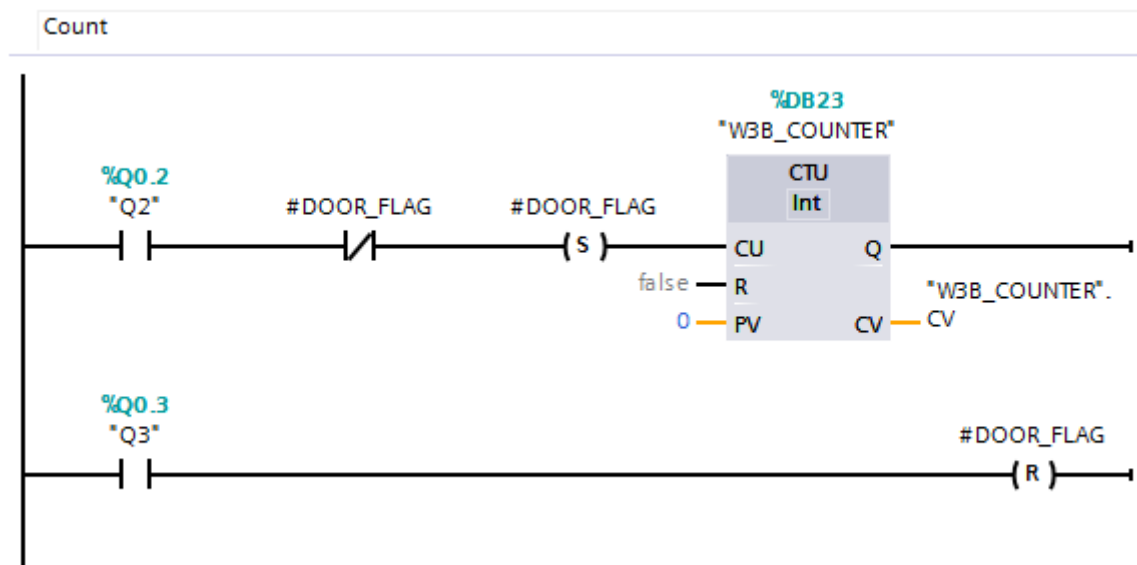 Count
%DB23
"W3B_COUNTER"
%Q0.2
"Q2"
#DOOR_FLAG
#DOOR_FLAG
S
CTU
Int
CU
Q
false
R
"W3B_COUNTER".
CV
0
PV
CV
%Q0.3
"Q3"
#DOOR_FLAG
R